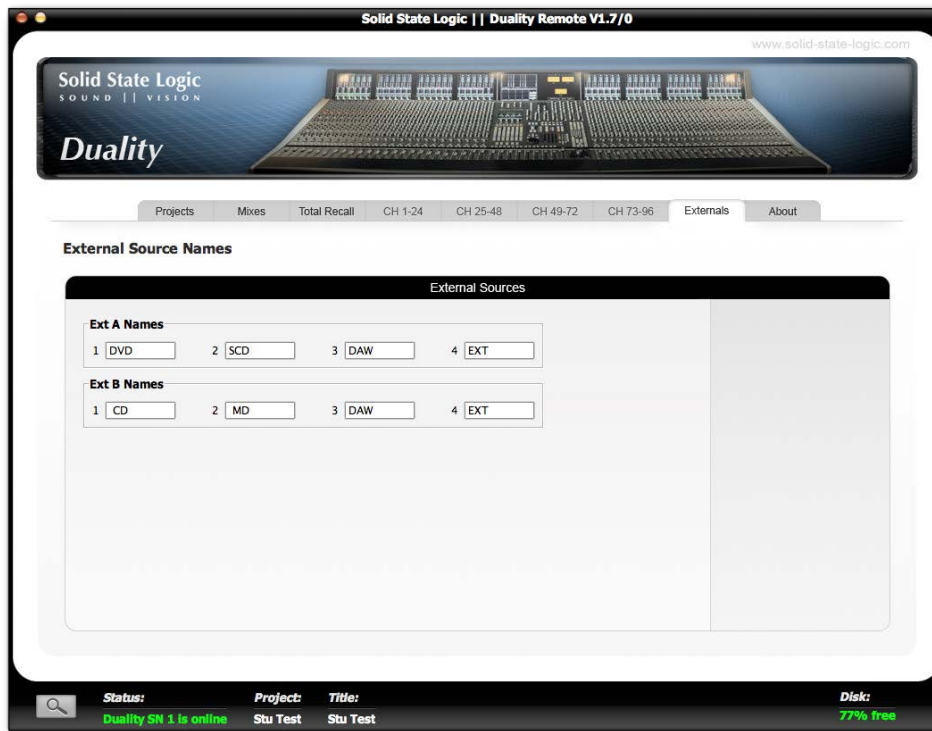 Solid State Logic || Duality Remote V1.7/0
www.solid-state-logic.com
Solid State Logic
SOUND || VISION
Duality
Projects Mixes Total Recall CH 1-24 CH 25-48 CH 49-72 CH 73-96 Externals About
External Source Names
External Sources
Ext A Names
1 DVD 2 SCD 3 DAW 4 EXT
Ext B Names
1 CD 2 MD 3 DAW 4 EXT
Status: Project: Title: Disk:
Duality SN 1 is online Stu Test Stu Test 77% free